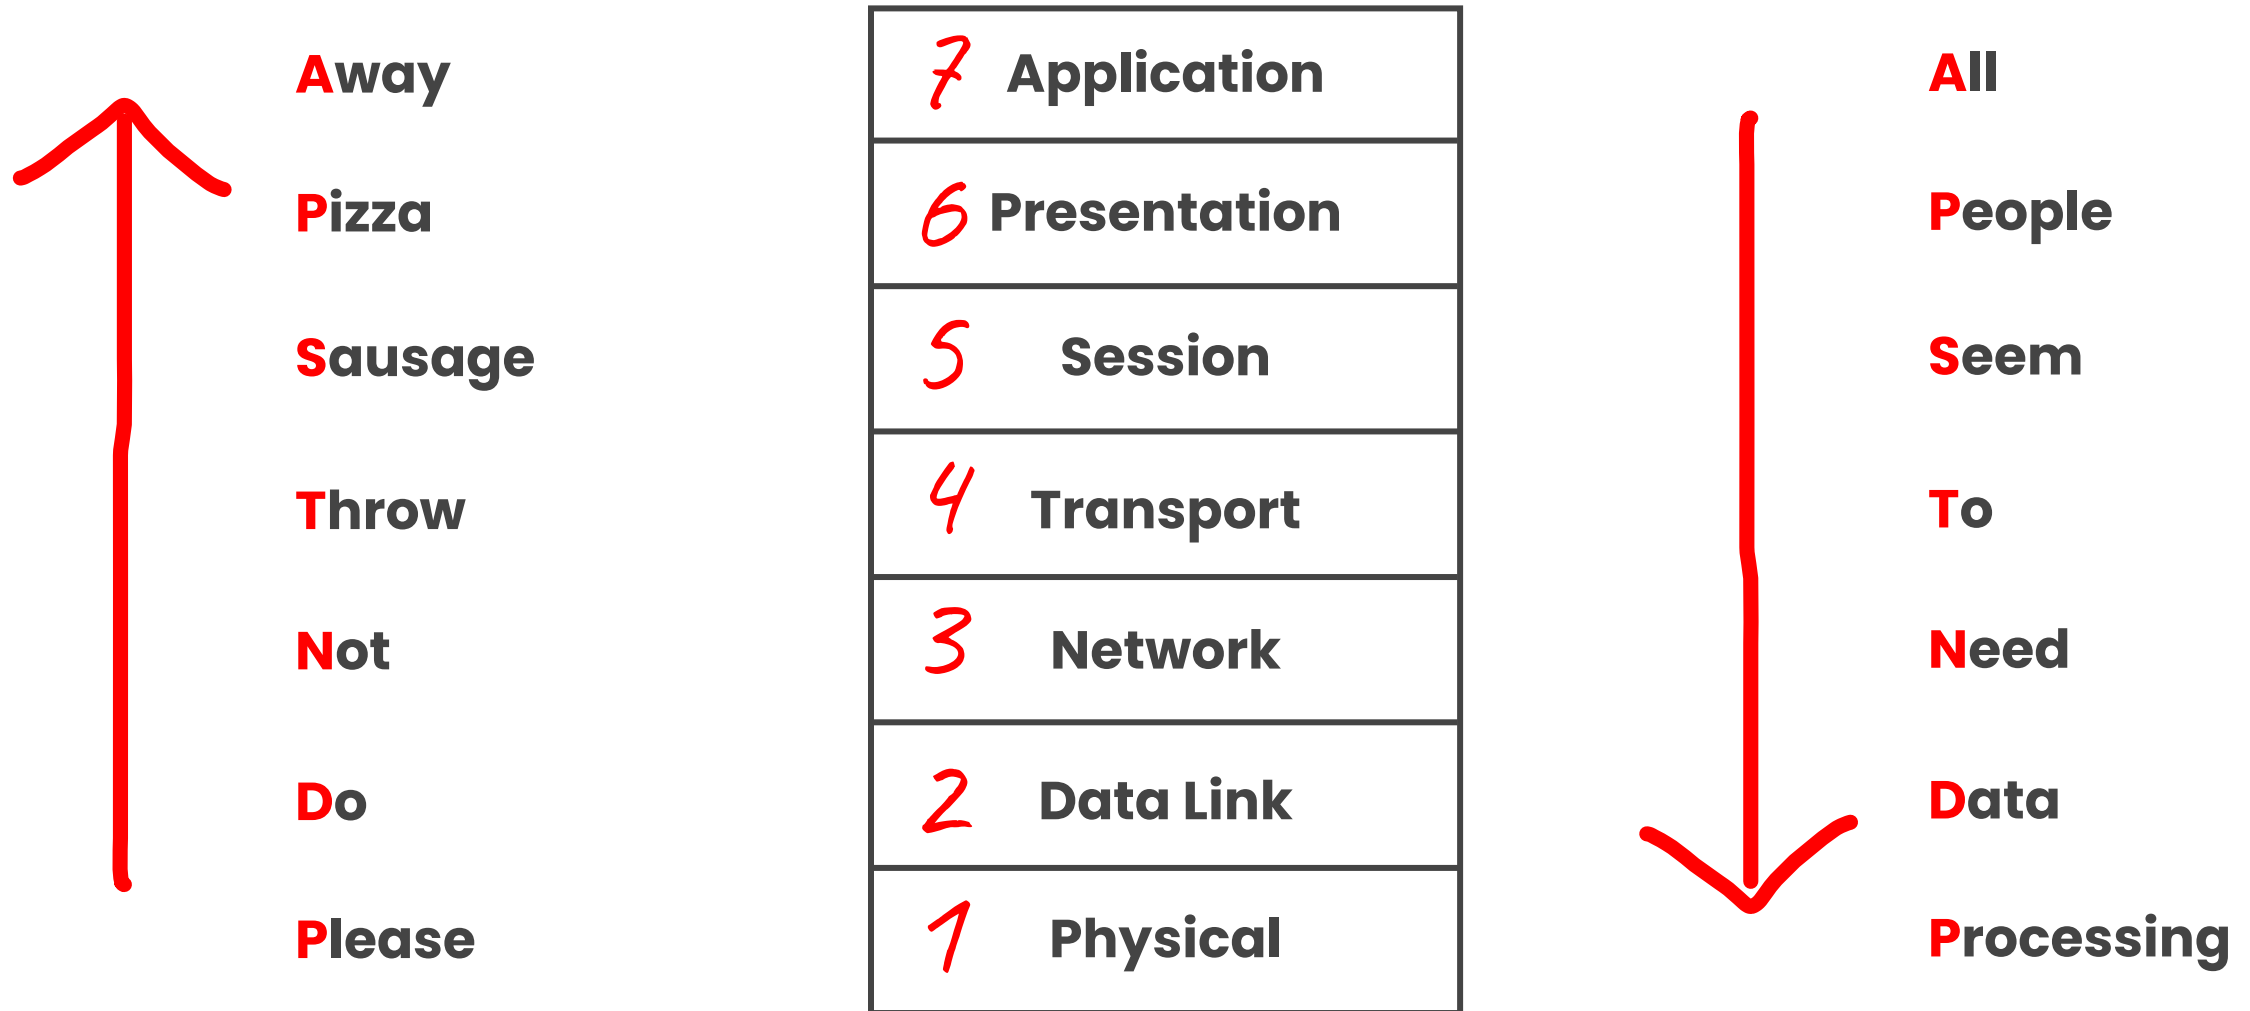 Away 7 Application All
Pizza 6 Presentation People
Sausage 5 Session Seem
Throw 4 Transport To
Not 3 Network Need
Do 2 Data Link Data
Please 1 Physical Processing